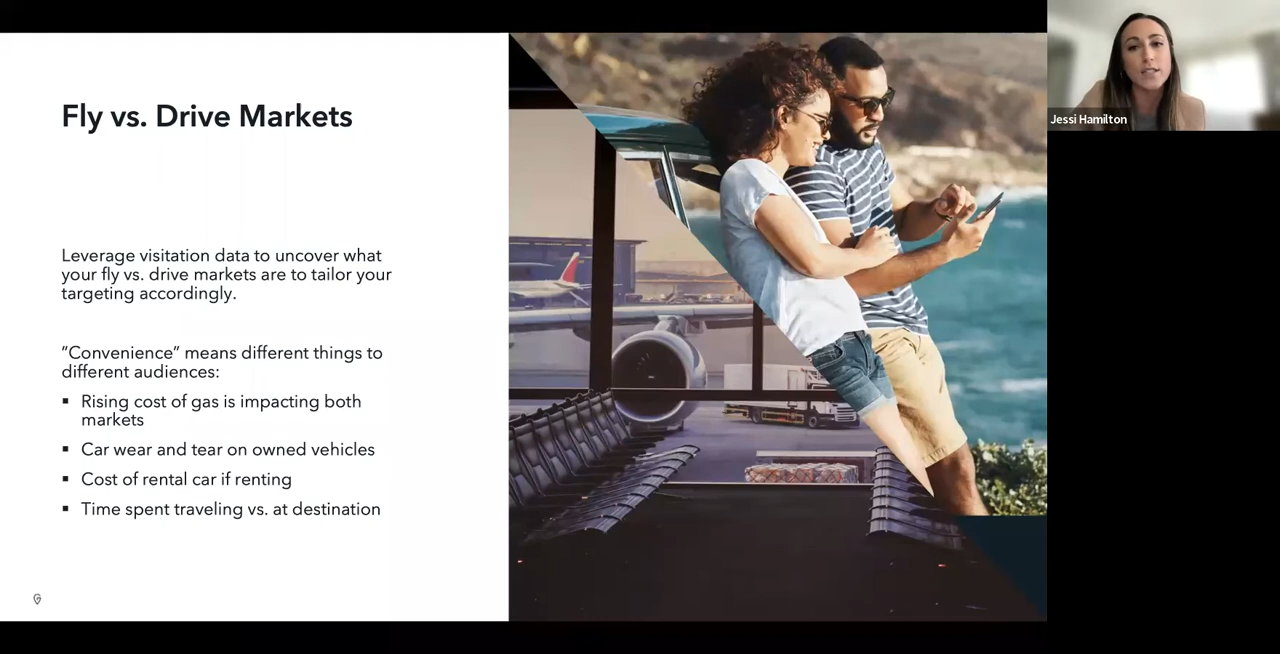 Fly vs. Drive Markets
Leverage visitation data to uncover what
your fly vs. drive markets are to tailor your
targeting accordingly.
“Convenience” means different things to
different audiences:
▪ Rising cost of gas is impacting both
markets
▪ Car wear and tear on owned vehicles
▪ Cost of rental car if renting
▪ Time spent traveling vs. at destination
Jessi Hamilton